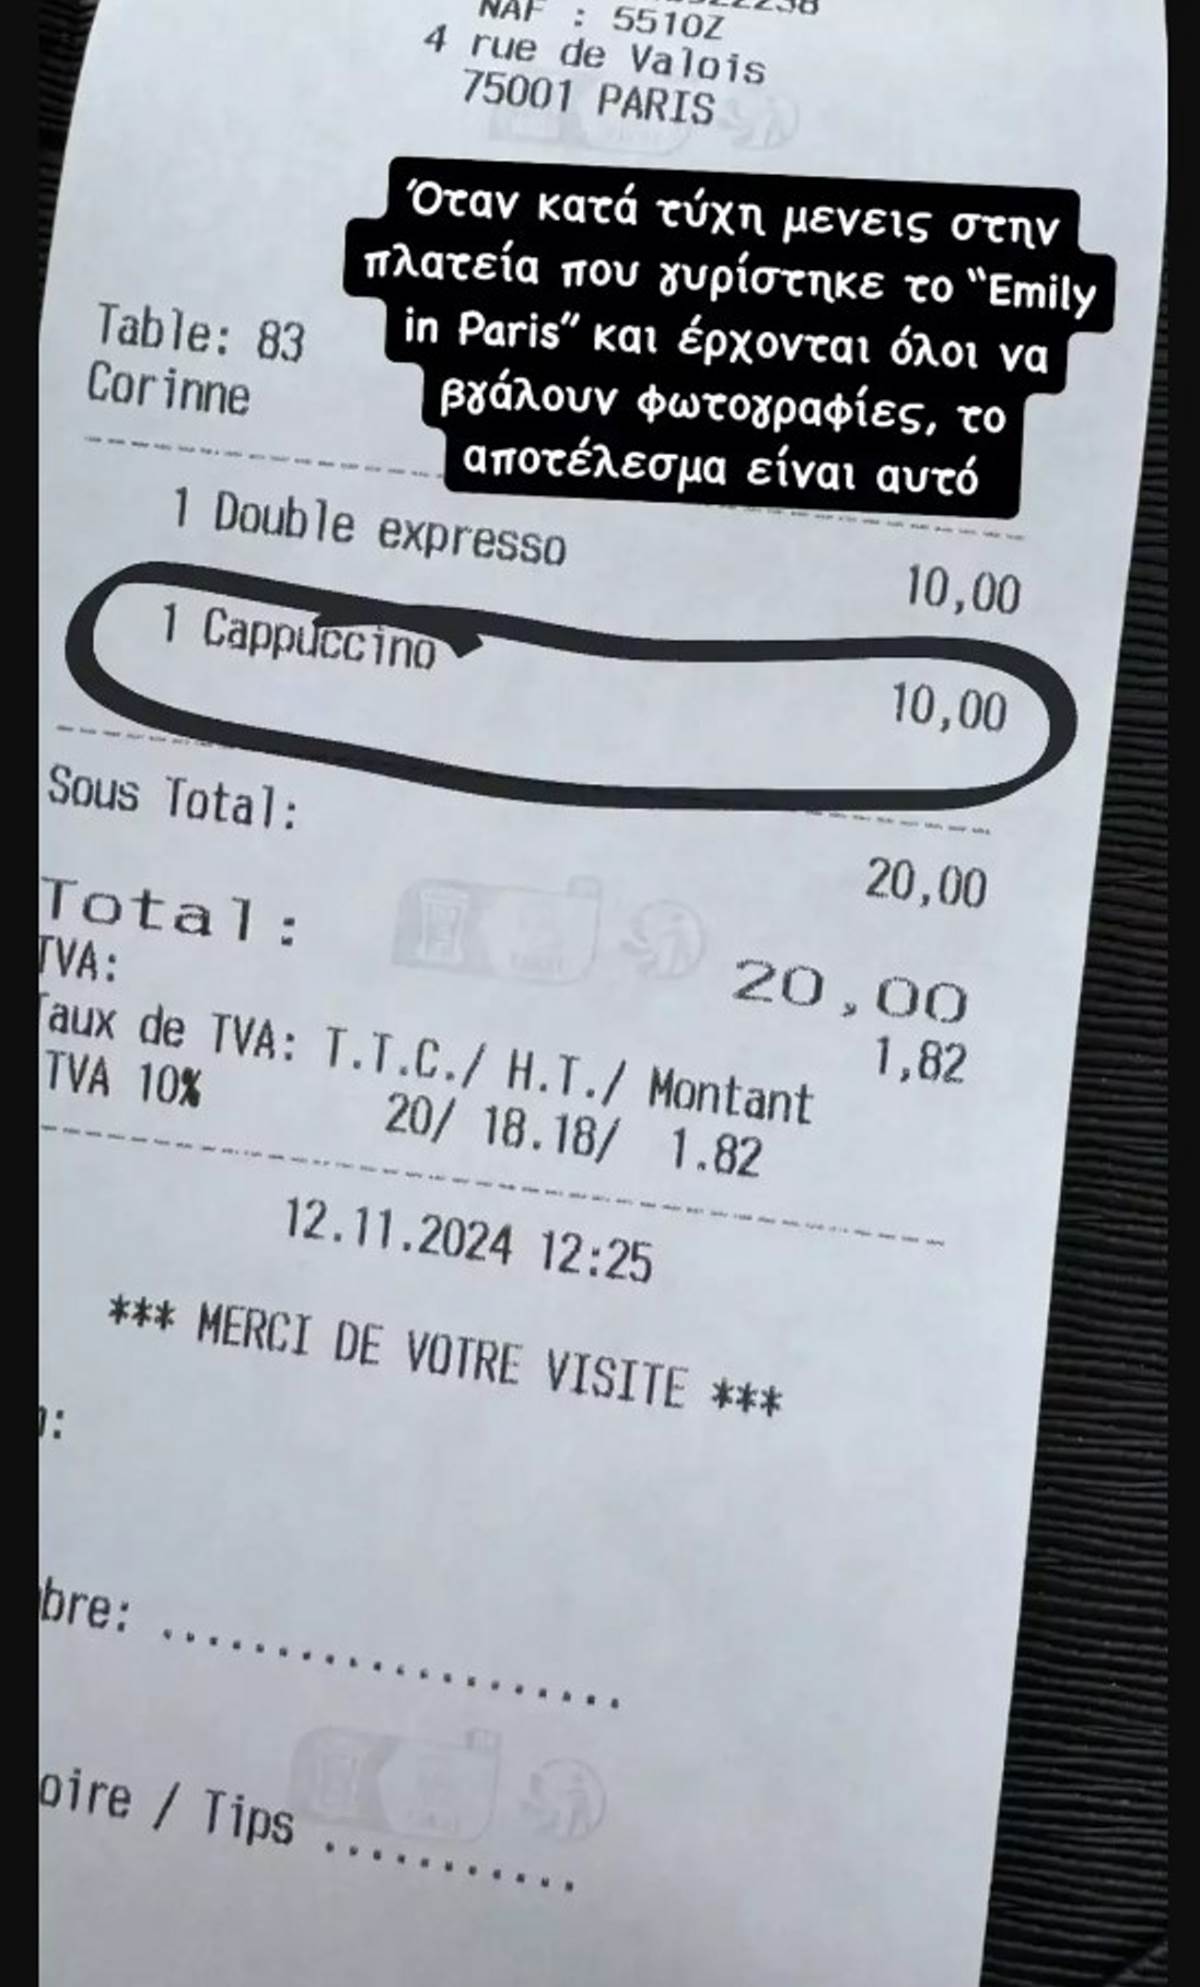 NAF : 5510Z
4 rue de Valois
75001 PARIS
Όταν κατά τύχη μενεις στην
πλατεία που γυρίστηκε το “Emily
in Paris” και έρχονται όλοι να
βγάλουν φωτογραφίες, το
αποτέλεσμα είναι αυτό
Table: 83
Corinne
1 Double expresso 10,00
1 Cappuccino 10,00
Sous Total: 20,00
Total: 20,00
TVA: 1,82
Taux de TVA: T.T.C./ H.T./ Montant
TVA 10% 20/ 18.18/ 1.82
12.11.2024 12:25
*** MERCI DE VOTRE VISITE ***
bre: ....................
oire / Tips ...........